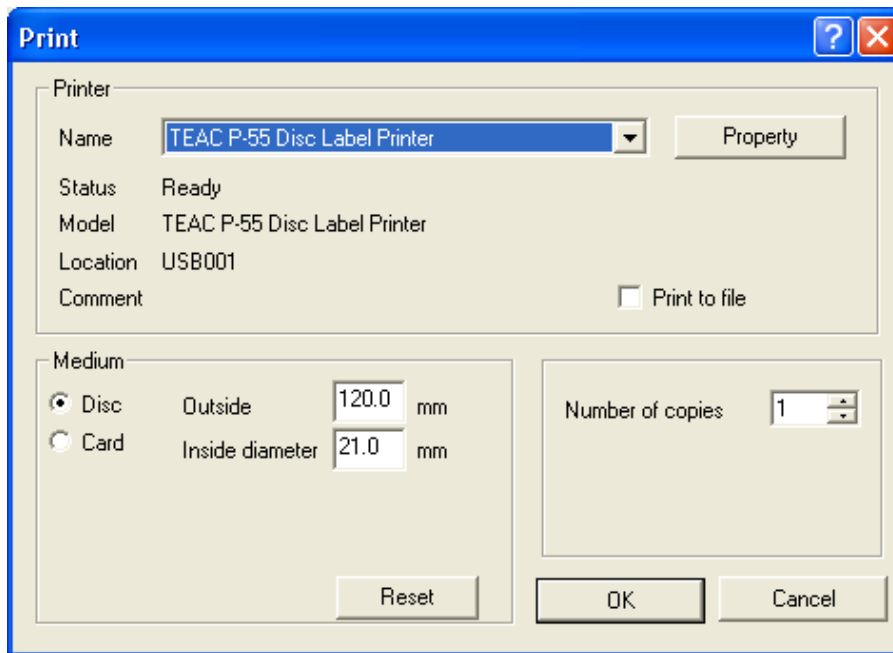 Print
Printer
Name TEAC P-55 Disc Label Printer Property
Status Ready
Model TEAC P-55 Disc Label Printer
Location USB001
Comment Print to file
Medium
Disc Outside 120.0 mm
Card Inside diameter 21.0 mm
Number of copies 1
Reset
OK Cancel